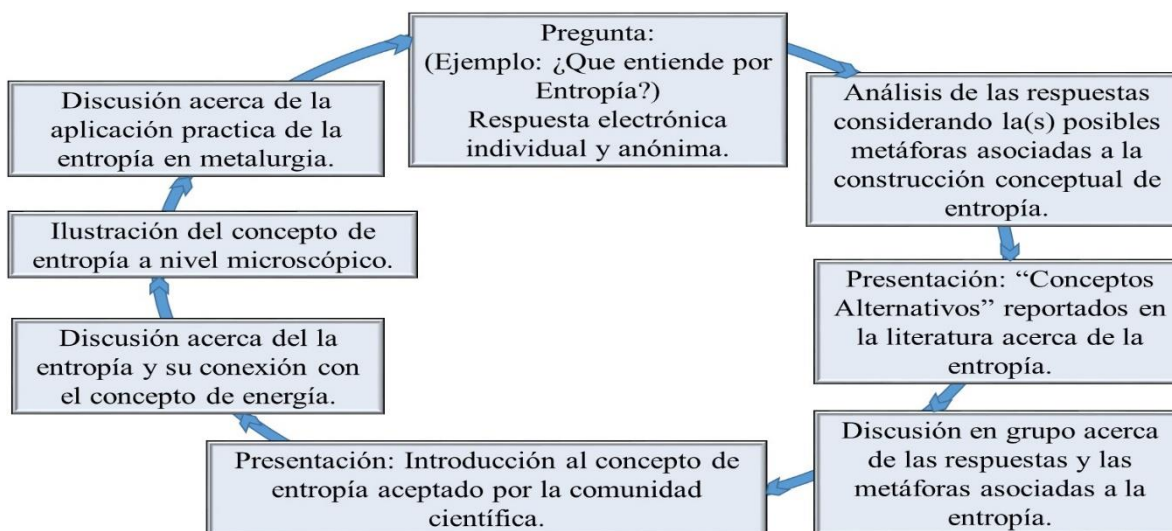 Pregunta:
(Ejemplo: ¿Que entiende por
Entropía?)
Respuesta electrónica
individual y anónima.
Análisis de las respuestas
considerando la(s) posibles
metáforas asociadas a la
construcción conceptual de
entropía.
Presentación: “Conceptos
Alternativos” reportados en
la literatura acerca de la
entropía.
Discusión en grupo acerca
de las respuestas y las
metáforas asociadas a la
entropía.
Presentación: Introducción al concepto de
entropía aceptado por la comunidad
científica.
Discusión acerca del la
entropía y su conexión con
el concepto de energía.
Ilustración del concepto de
entropía a nivel microscópico.
Discusión acerca de la
aplicación practica de la
entropía en metalurgia.